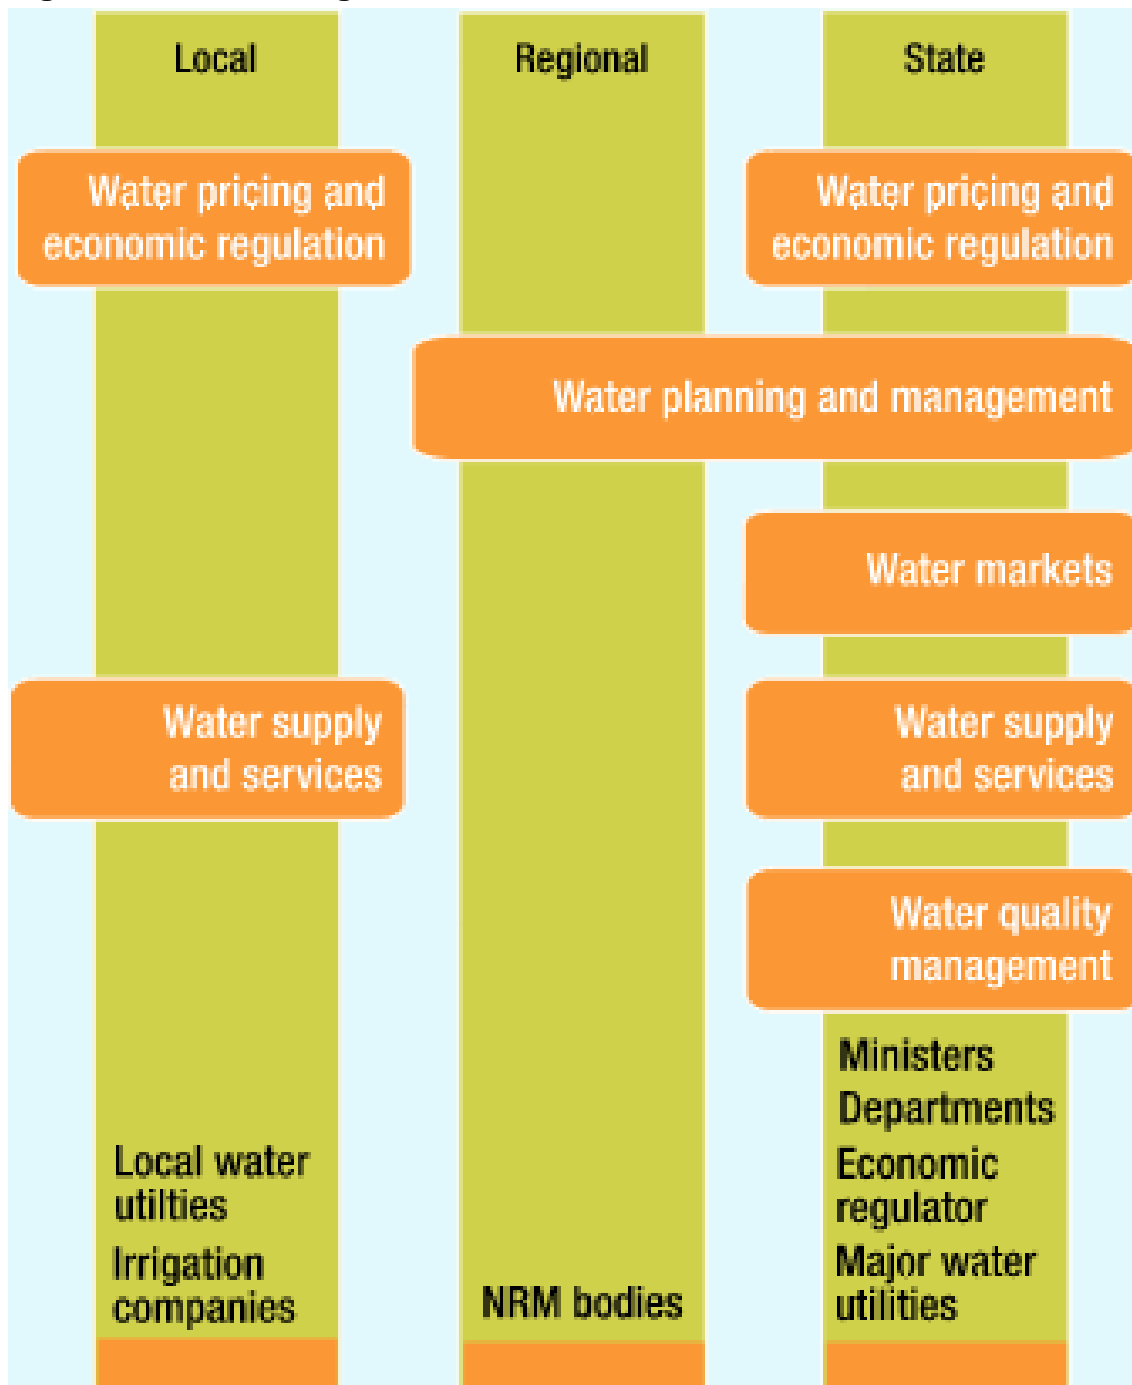 Local
Regional
State
Water pricing and
economic regulation
Water pricing and
economic regulation
Water planning and management
Water markets
Water supply
and services
Water supply
and services
Water quality
management
Local water
utilties
Irrigation
companies
NRM bodies
Ministers
Departments
Economic
regulator
Major water
utilities